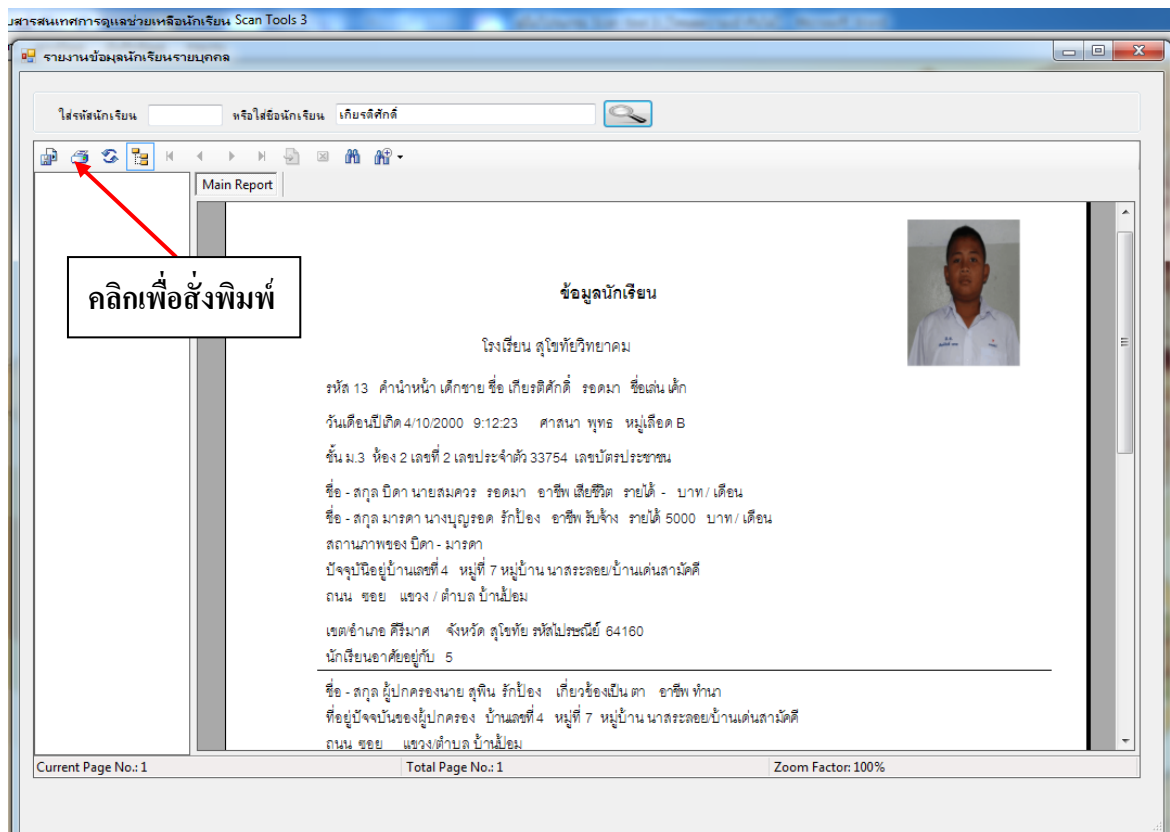 บสารสนเทศการดูแลช่วยเหลือนักเรียน Scan Tools 3
รายงานข้อมูลนักเรียนรายบุคคล
ใส่รหัสนักเรียน หรือใส่ชื่อนักเรียน เกียรติศักดิ์
Main Report
คลิกเพื่อสั่งพิมพ์
ข้อมูลนักเรียน
โรงเรียน สุโขทัยวิทยาคม
รหัส 13 คำนำหน้า เด็กชาย ชื่อ เกียรติศักดิ์ รอดมา ชื่อเล่น เค้ก
วันเดือนปีเกิด 4/10/2000 9:12:23 ศาสนา พุทธ หมู่เลือด B
ชั้น ม.3 ห้อง 2 เลขที่ 2 เลขประจำตัว 33754 เลขบัตรประชาชน
ชื่อ - สกุล บิดา นายสมควร รอดมา อาชีพ เสียชีวิต รายได้ - บาท / เดือน
ชื่อ - สกุล มารดา นางบุญรอด รักป้อง อาชีพ รับจ้าง รายได้ 5000 บาท / เดือน
สถานภาพของ บิดา - มารดา
ปัจจุบันอยู่บ้านเลขที่ 4 หมู่ที่ 7 หมู่บ้าน นาสระลอย/บ้านเด่นสามัคคี
ถนน ซอย แขวง / ตำบล บ้านป้อม
เขต/อำเภอ คีรีมาศ จังหวัด สุโขทัย รหัสไปรษณีย์ 64160
นักเรียนอาศัยอยู่กับ 5
ชื่อ - สกุล ผู้ปกครองนาย สุพิน รักป้อง เกี่ยวข้องเป็น ตา อาชีพ ทำนา
ที่อยู่ปัจจบันของผู้ปกครอง บ้านเลขที่ 4 หมู่ที่ 7 หมู่บ้าน นาสระลอย/บ้านเด่นสามัคคี
ถนน ซอย แขวง/ตำบล บ้านป้อม
Current Page No.: 1 Total Page No.: 1 Zoom Factor: 100%